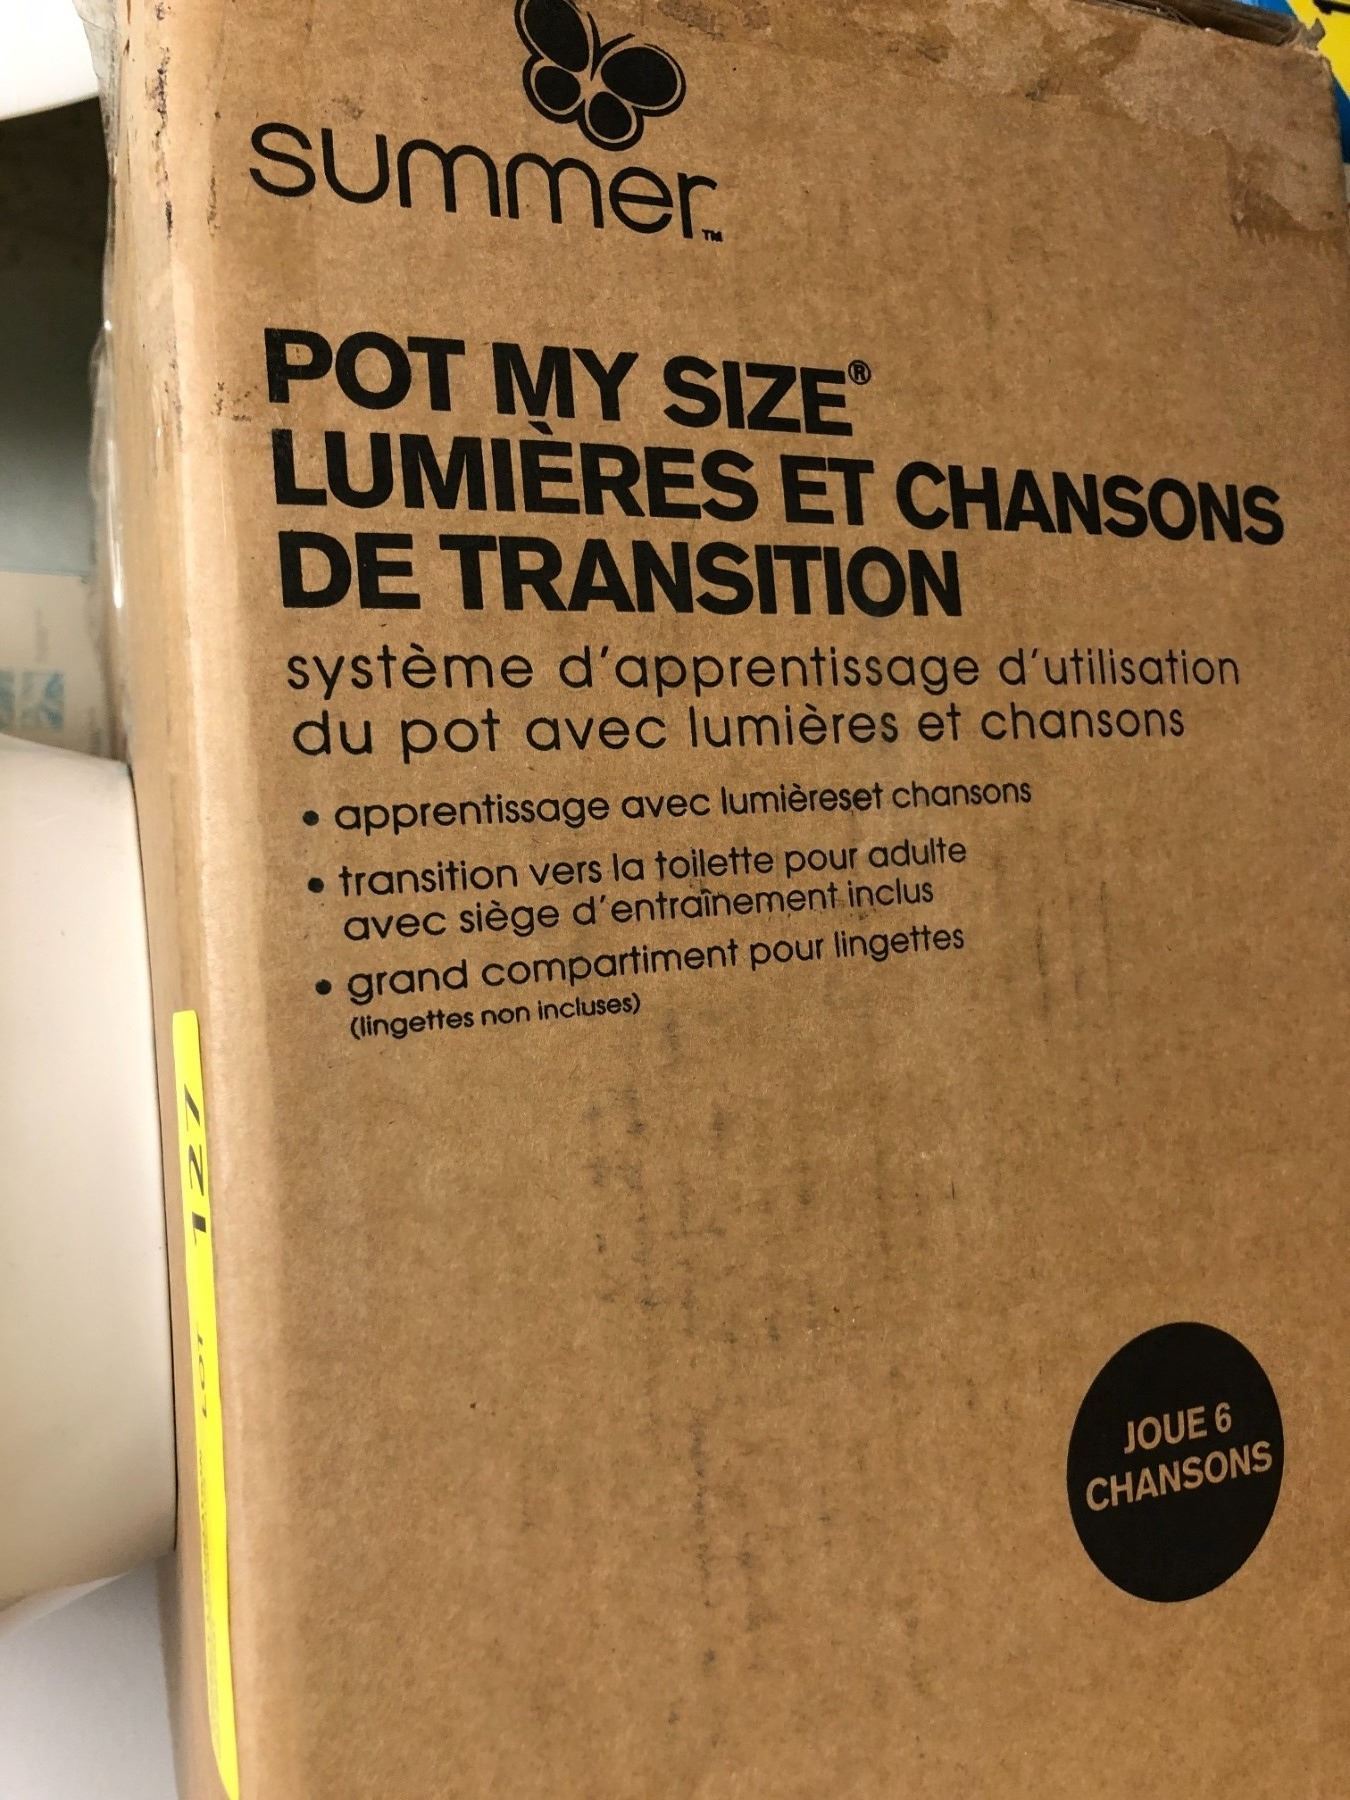 summer™
POT MY SIZE®
LUMIÈRES ET CHANSONS
DE TRANSITION
système d'apprentissage d'utilisation
du pot avec lumières et chansons
• apprentissage avec lumièreset chansons
• transition vers la toilette pour adulte
avec siège d'entraînement inclus
• grand compartiment pour lingettes
(lingettes non incluses)
JOUE 6
CHANSONS
127
LOT